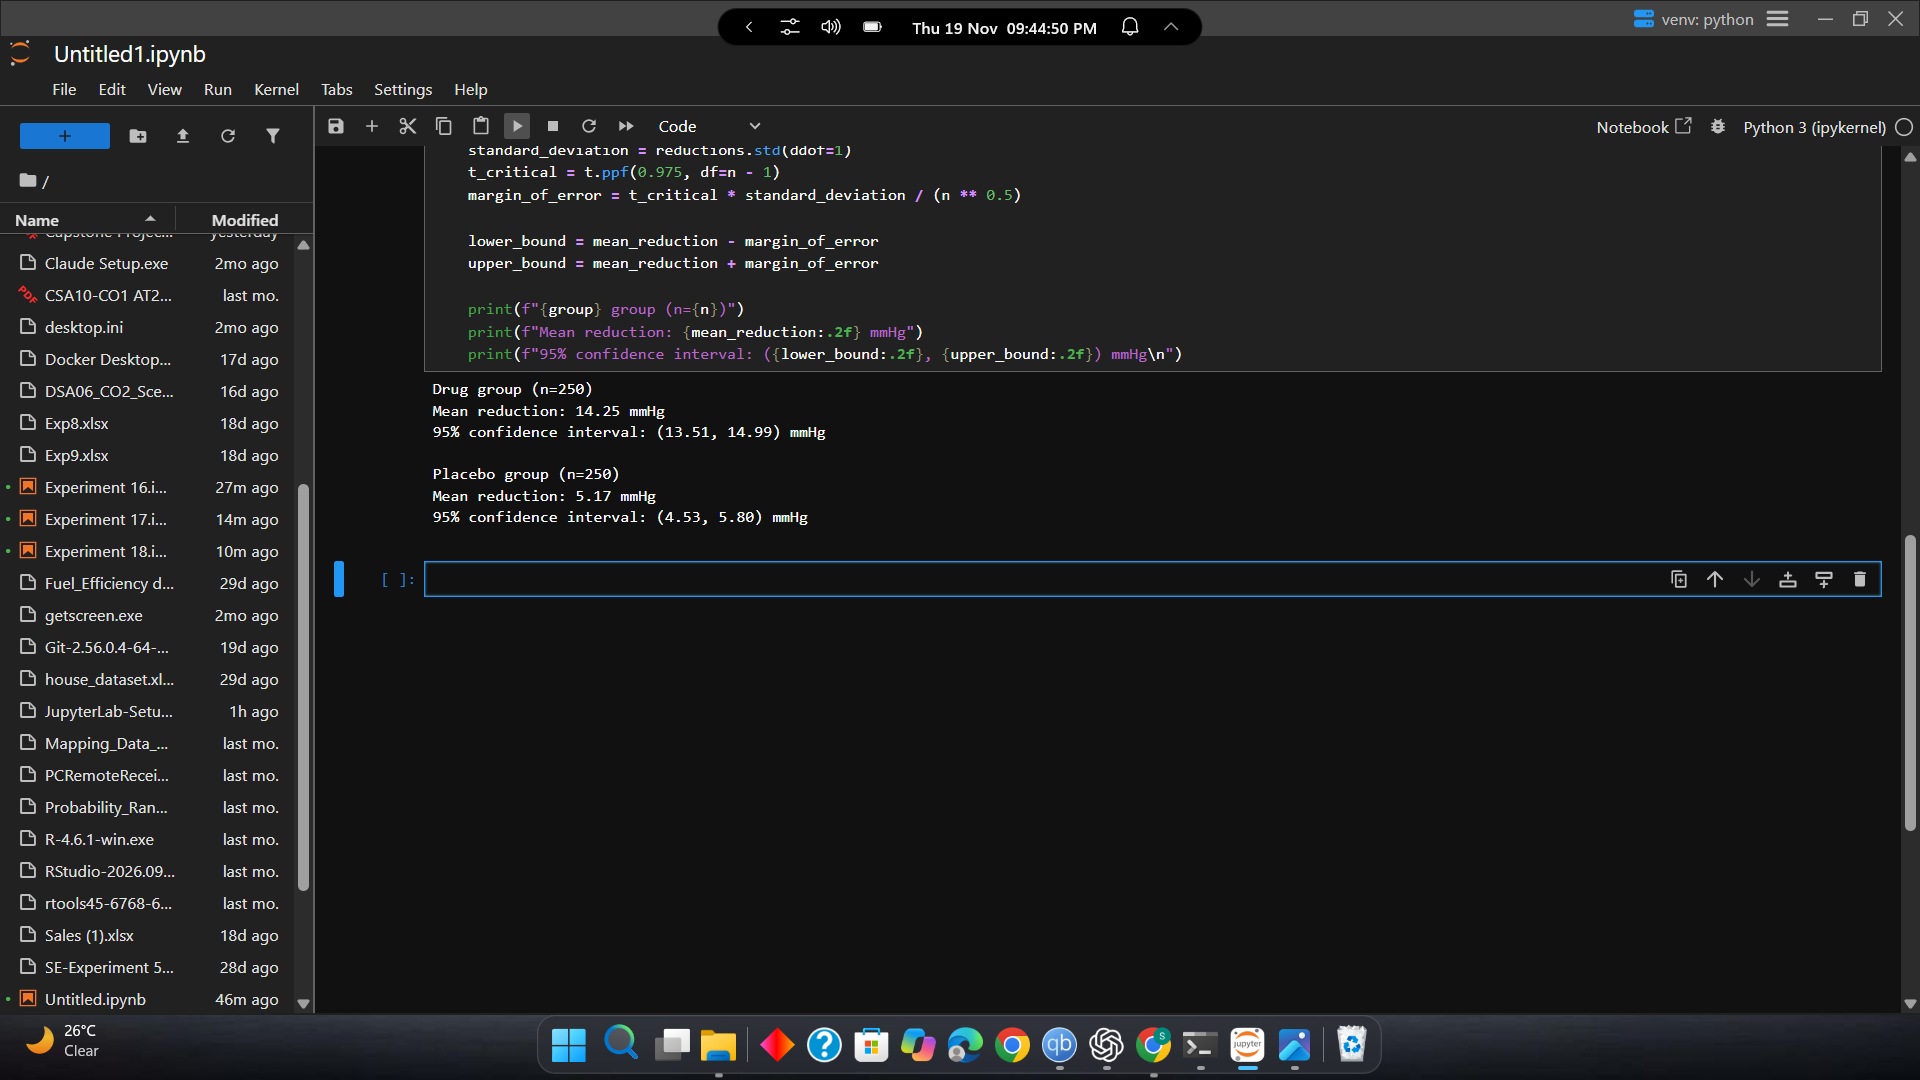 Thu 19 Nov 09:44:50 PM
venv: python
Untitled1.ipynb
File Edit View Run Kernel Tabs Settings Help
Code
Notebook
Python 3 (ipykernel)
/
Name Modified
Capstone Projec... yesterday
Claude Setup.exe 2mo ago
CSA10-CO1 AT2... last mo.
desktop.ini 2mo ago
Docker Desktop... 17d ago
DSA06_CO2_Sce... 16d ago
Exp8.xlsx 18d ago
Exp9.xlsx 18d ago
Experiment 16.i... 27m ago
Experiment 17.i... 14m ago
Experiment 18.i... 10m ago
Fuel_Efficiency d... 29d ago
getscreen.exe 2mo ago
Git-2.56.0.4-64-... 19d ago
house_dataset.xl... 29d ago
JupyterLab-Setu... 1h ago
Mapping_Data_... last mo.
PCRemoteRecei... last mo.
Probability_Ran... last mo.
R-4.6.1-win.exe last mo.
RStudio-2026.09... last mo.
rtools45-6768-6... last mo.
Sales (1).xlsx 18d ago
SE-Experiment 5... 28d ago
Untitled.ipynb 46m ago
standard_deviation = reductions.std(ddof=1)
t_critical = t.ppf(0.975, df=n - 1)
margin_of_error = t_critical * standard_deviation / (n ** 0.5)
lower_bound = mean_reduction - margin_of_error
upper_bound = mean_reduction + margin_of_error
print(f"{group} group (n={n})")
print(f"Mean reduction: {mean_reduction:.2f} mmHg")
print(f"95% confidence interval: ({lower_bound:.2f}, {upper_bound:.2f}) mmHg\n")
Drug group (n=250)
Mean reduction: 14.25 mmHg
95% confidence interval: (13.51, 14.99) mmHg
Placebo group (n=250)
Mean reduction: 5.17 mmHg
95% confidence interval: (4.53, 5.80) mmHg
[ ]:
26°C
Clear
qb
S
jupyter